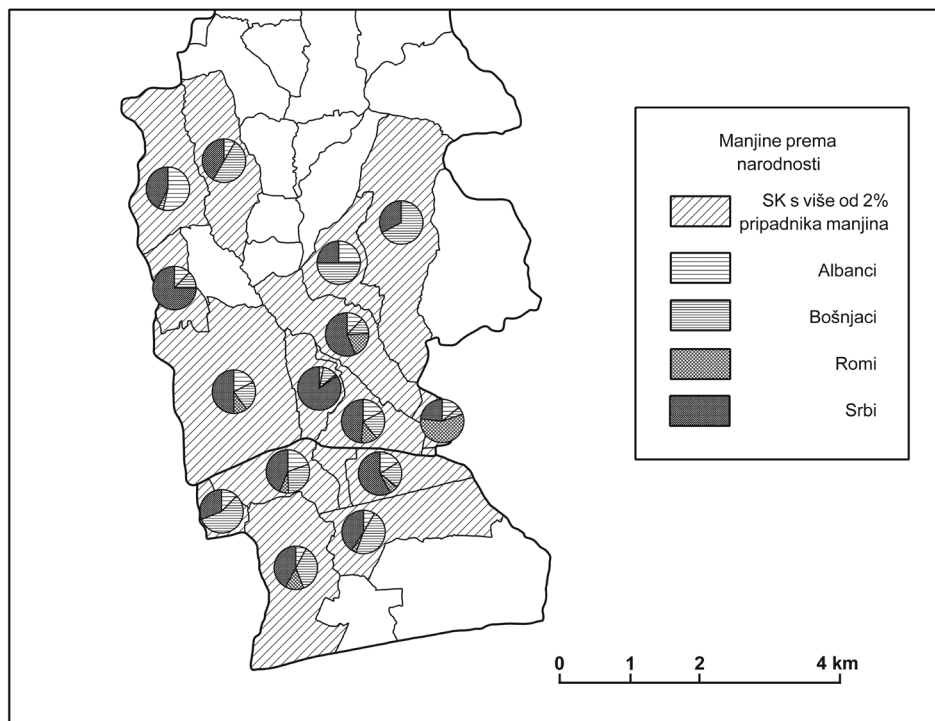 Manjine prema
narodnosti
SK s više od 2%
pripadnika manjina
Albanci
Bošnjaci
Romi
Srbi
0 1 2 4 km